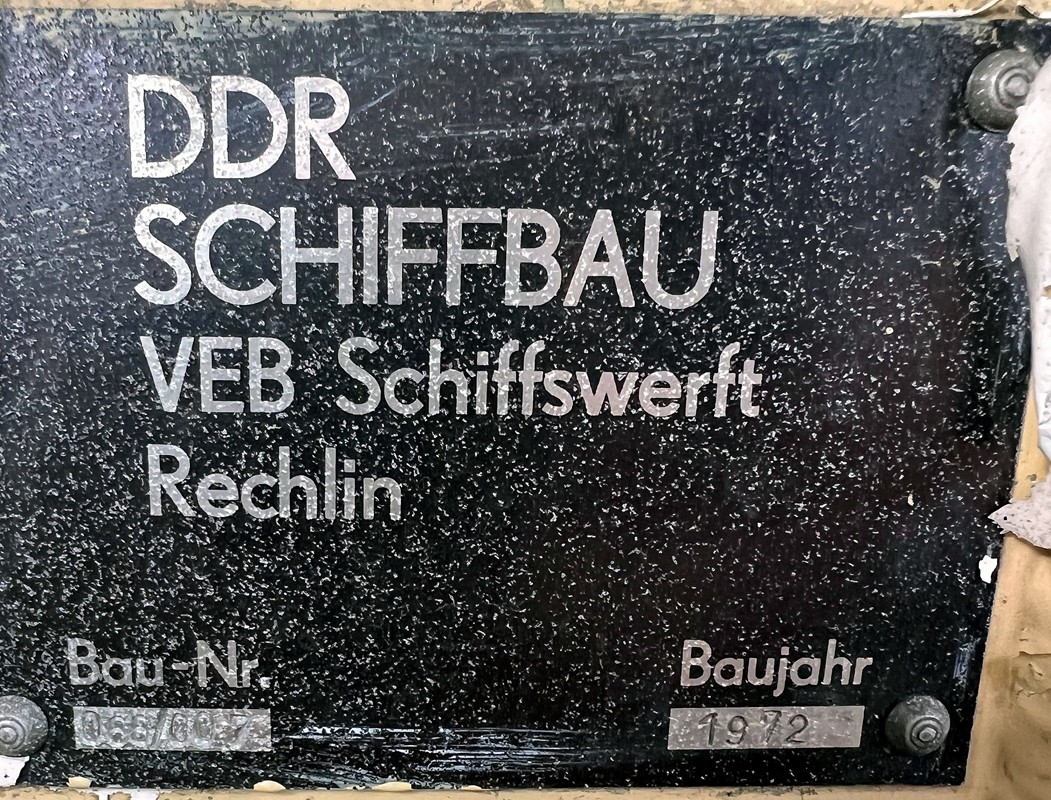 DDR
SCHIFFBAU
VEB Schiffswerft
Rechlin
Bau-Nr. Baujahr
1972